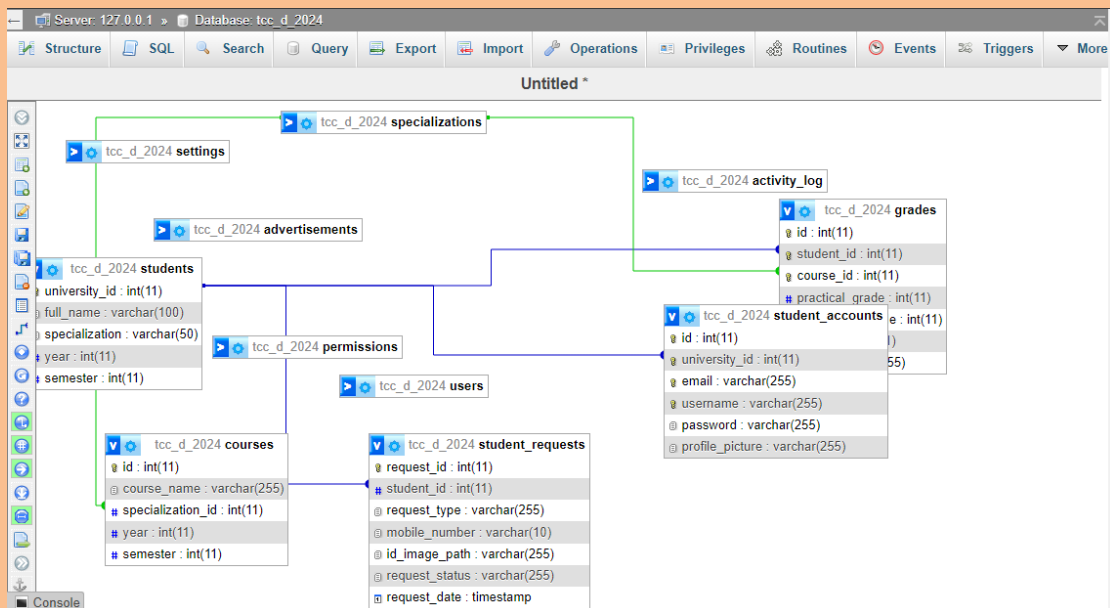 Server: 127.0.0.1 » Database: tcc_d_2024
Structure SQL Search Query Export Import Operations Privileges Routines Events Triggers More
Untitled *
tcc_d_2024 specializations
tcc_d_2024 settings
tcc_d_2024 activity_log
tcc_d_2024 advertisements
tcc_d_2024 grades
id : int(11)
student_id : int(11)
course_id : int(11)
practical_grade : int(11)
e : int(11)
1)
55)
tcc_d_2024 students
university_id : int(11)
full_name : varchar(100)
specialization : varchar(50)
year : int(11)
semester : int(11)
tcc_d_2024 student_accounts
id : int(11)
university_id : int(11)
email : varchar(255)
username : varchar(255)
password : varchar(255)
profile_picture : varchar(255)
tcc_d_2024 permissions
tcc_d_2024 users
tcc_d_2024 courses
id : int(11)
course_name : varchar(255)
specialization_id : int(11)
year : int(11)
semester : int(11)
tcc_d_2024 student_requests
request_id : int(11)
student_id : int(11)
request_type : varchar(255)
mobile_number : varchar(10)
id_image_path : varchar(255)
request_status : varchar(255)
request_date : timestamp
Console